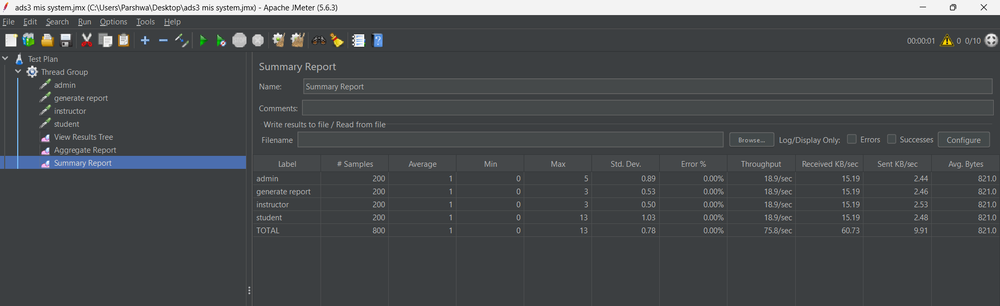 ads3 mis system.jmx (C:\Users\Parshwa\Desktop\ads3 mis system.jmx) - Apache JMeter (5.6.3)
File Edit Search Run Options Tools Help
STOP 00:00:01 0 0/10
Test Plan
Thread Group
admin
generate report
instructor
student
View Results Tree
Aggregate Report
Summary Report
Summary Report
Name: Summary Report
Comments:
Write results to file / Read from file
Filename Browse... Log/Display Only: Errors Successes Configure
Label # Samples Average Min Max Std. Dev. Error % Throughput Received KB/sec Sent KB/sec Avg. Bytes
admin 200 1 0 5 0.89 0.00% 18.9/sec 15.19 2.44 821.0
generate report 200 1 0 3 0.53 0.00% 18.9/sec 15.19 2.46 821.0
instructor 200 1 0 3 0.50 0.00% 18.9/sec 15.19 2.53 821.0
student 200 1 0 13 1.03 0.00% 18.9/sec 15.19 2.48 821.0
TOTAL 800 1 0 13 0.78 0.00% 75.8/sec 60.73 9.91 821.0